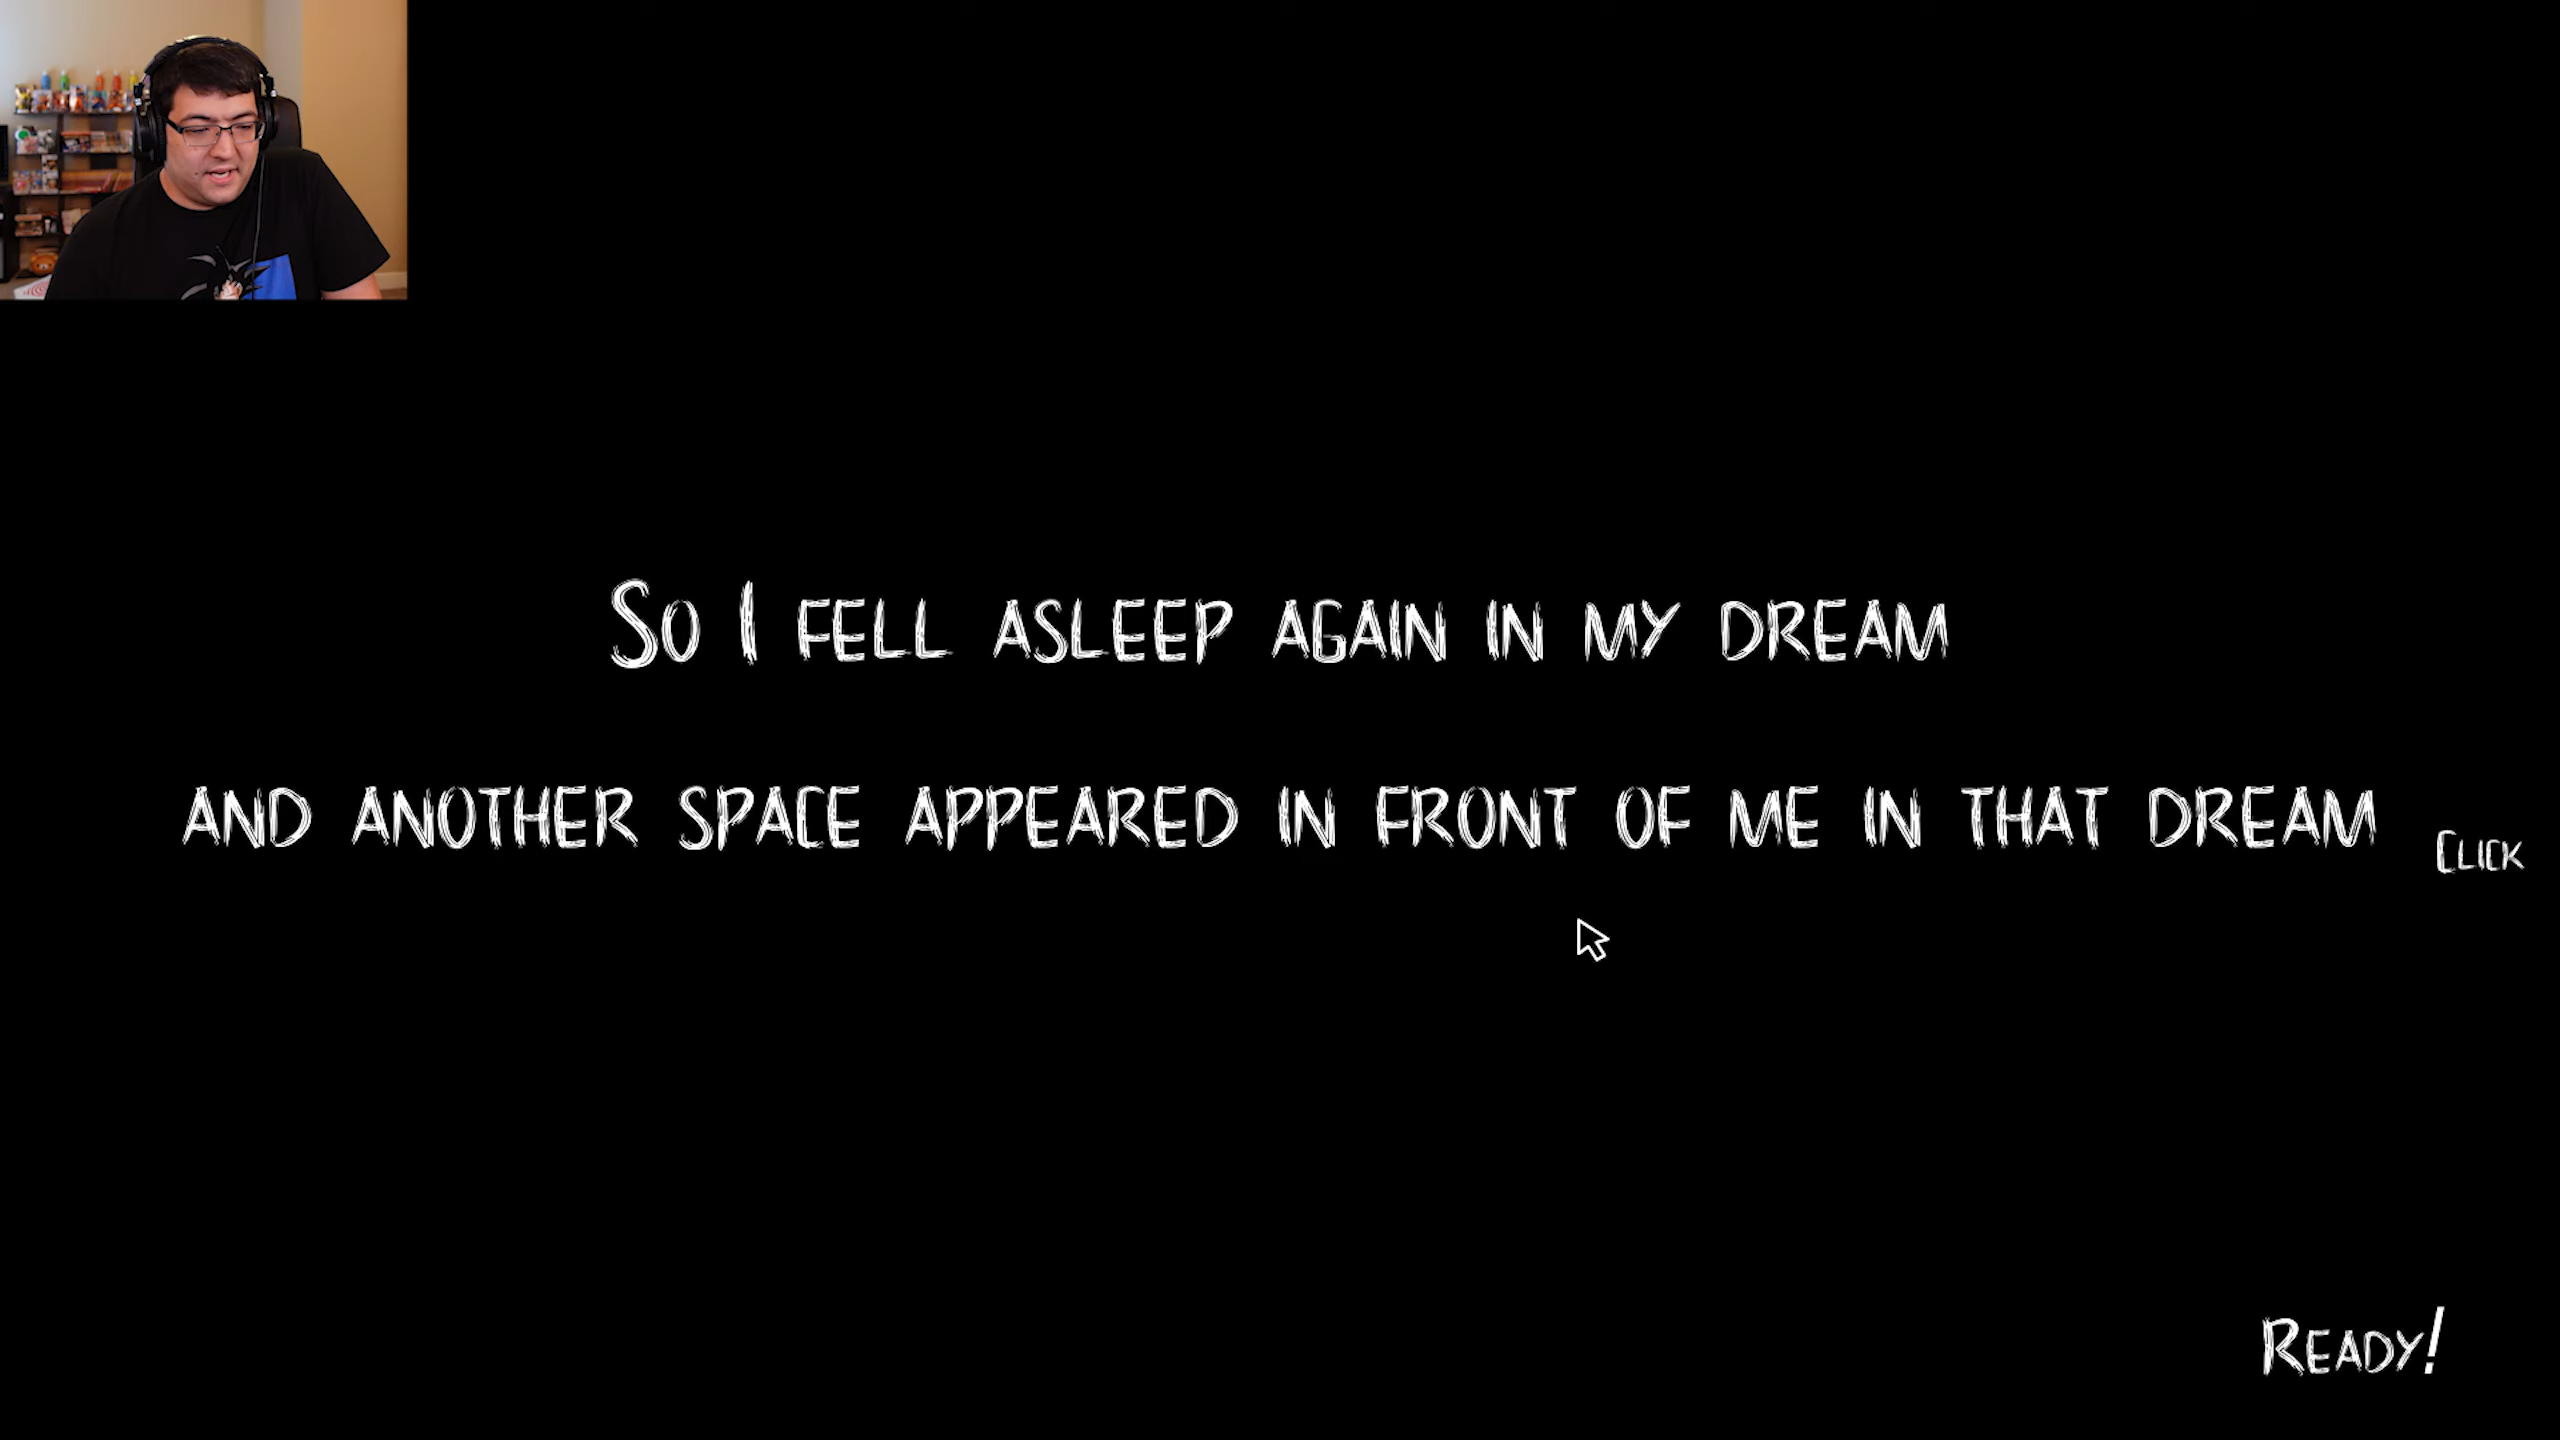 So I fell asleep again in my dream
and another space appeared in front of me in that dream
Click
Ready!